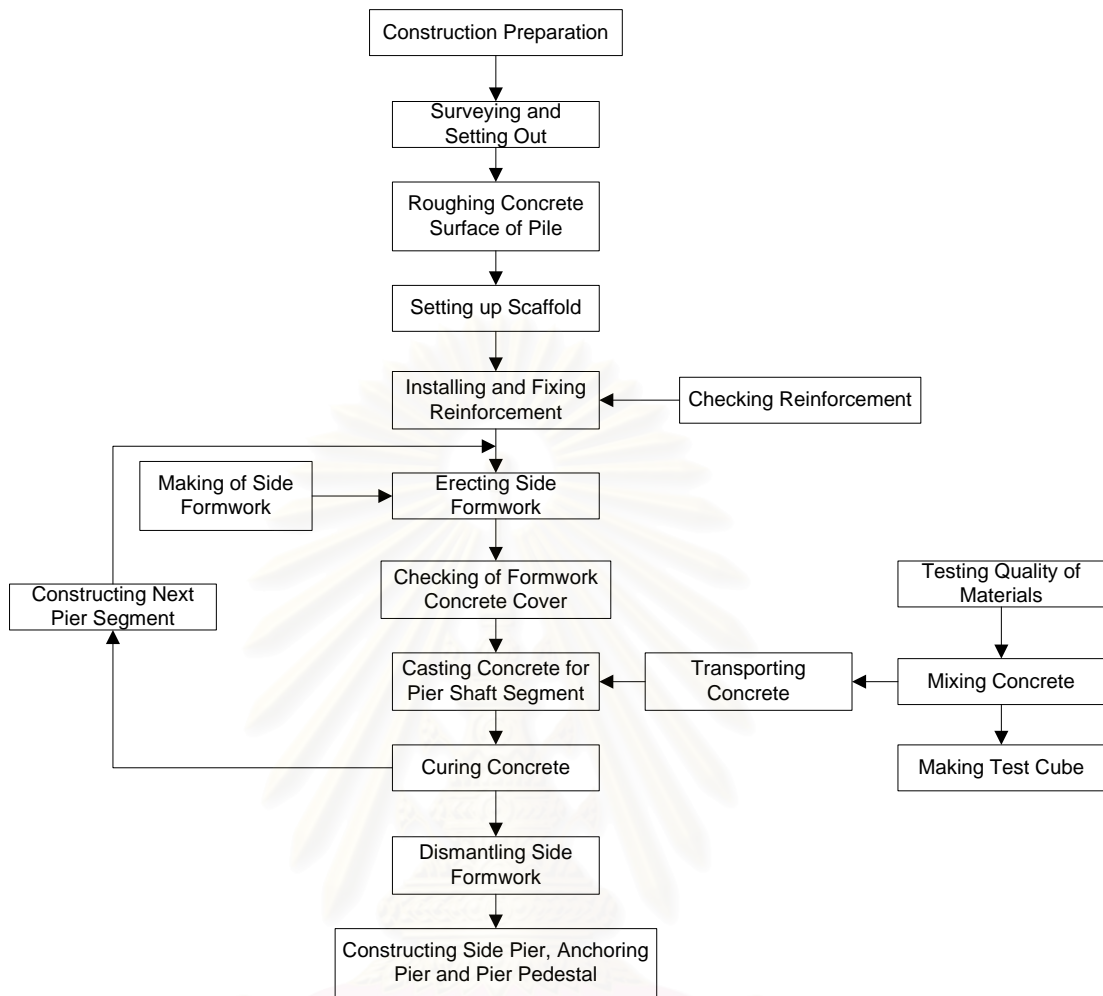 Construction Preparation
Surveying and
Setting Out
Roughing Concrete
Surface of Pile
Setting up Scaffold
Installing and Fixing
Reinforcement
Checking Reinforcement
Making of Side
Formwork
Erecting Side
Formwork
Constructing Next
Pier Segment
Checking of Formwork
Concrete Cover
Testing Quality of
Materials
Casting Concrete for
Pier Shaft Segment
Transporting
Concrete
Mixing Concrete
Curing Concrete
Making Test Cube
Dismantling Side
Formwork
Constructing Side Pier, Anchoring
Pier and Pier Pedestal